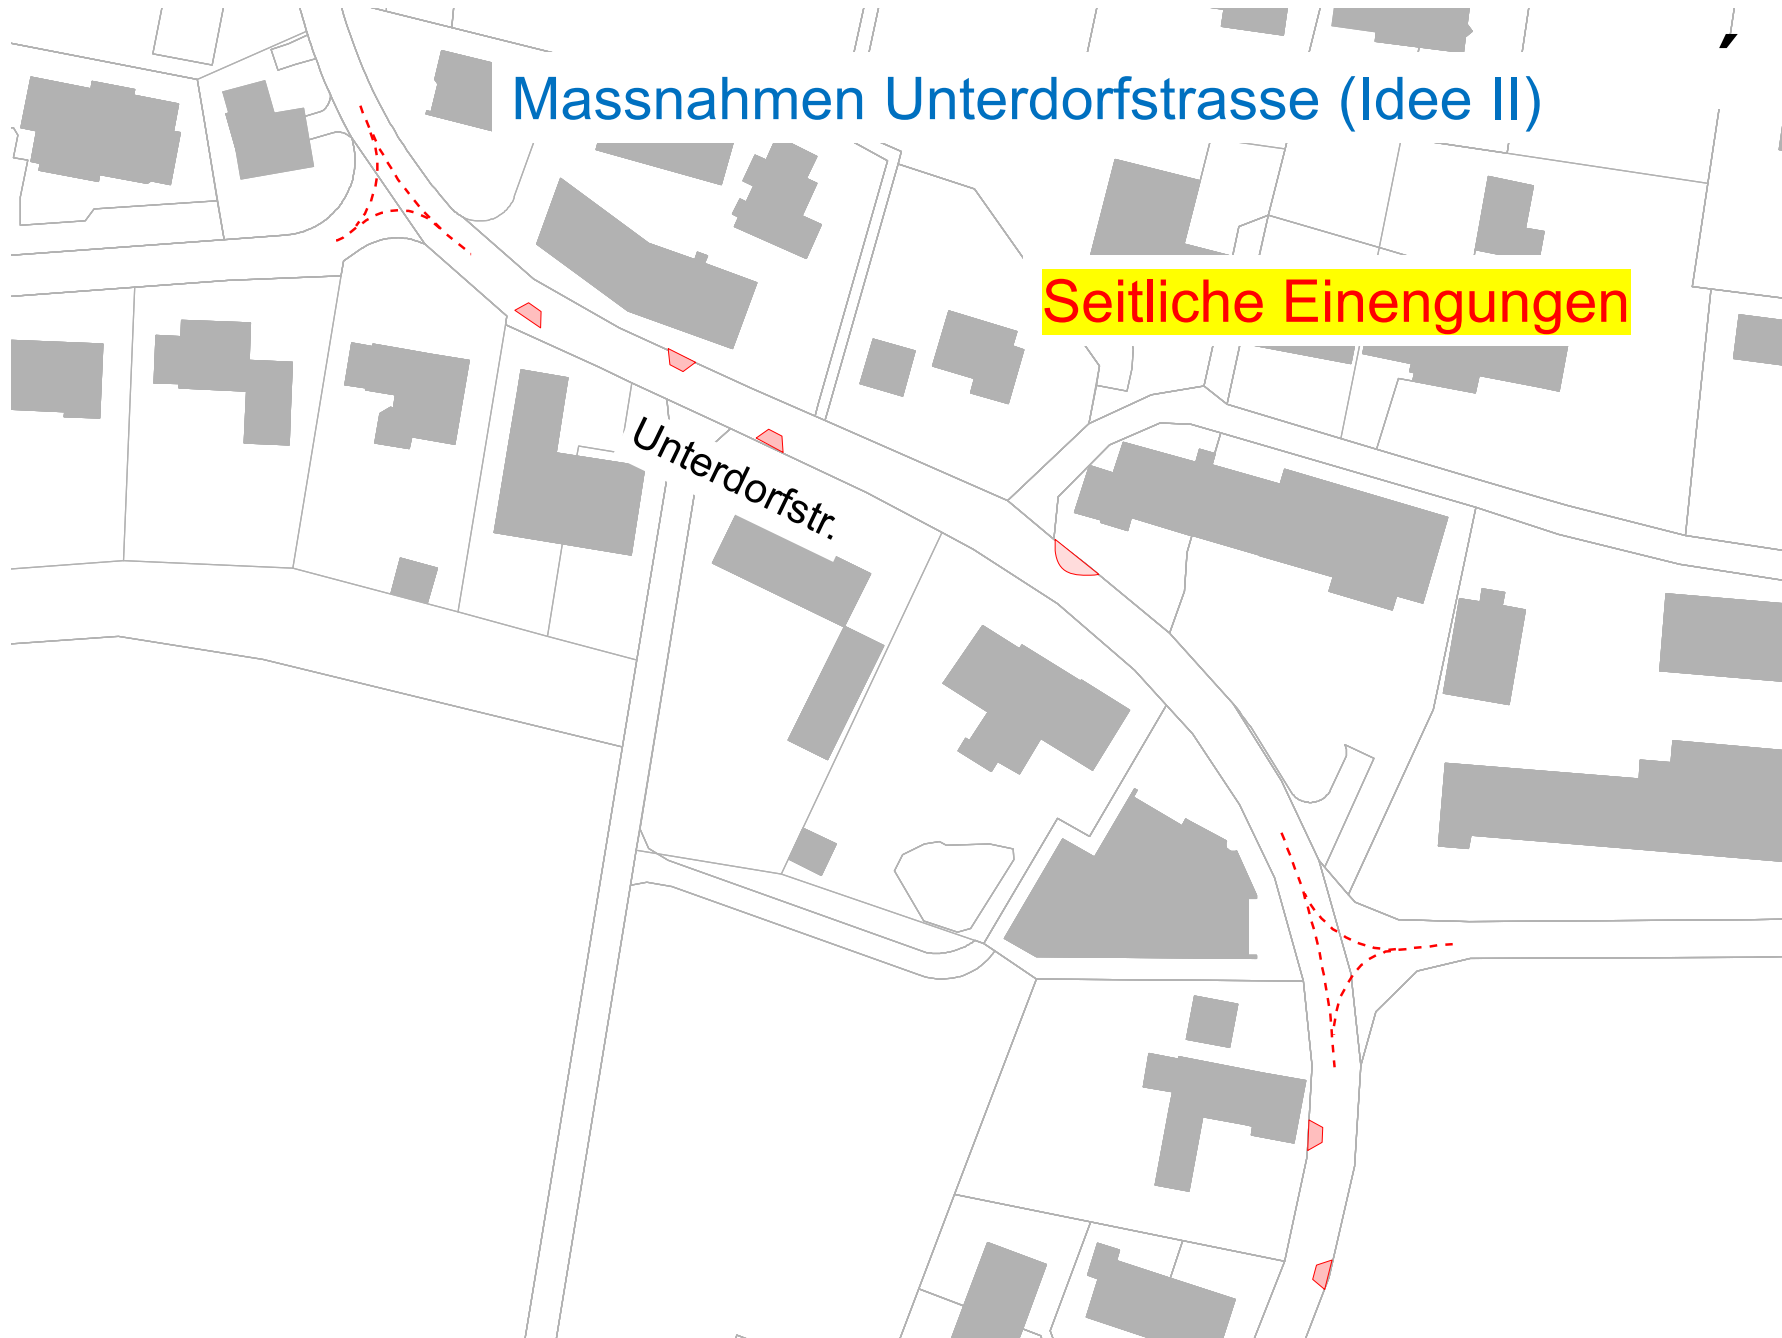 Massnahmen Unterdorfstrasse (Idee II)
Seitliche Einengungen
Unterdorfstr.